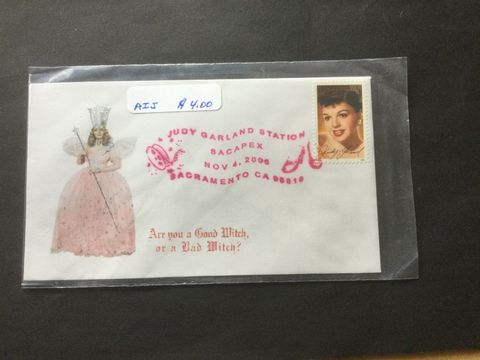 AIJ A 4.00
JUDY GARLAND STATION
SACAPEX
NOV 4, 2006
SACRAMENTO CA 95819
Are you a Good Witch,
or a Bad Witch?